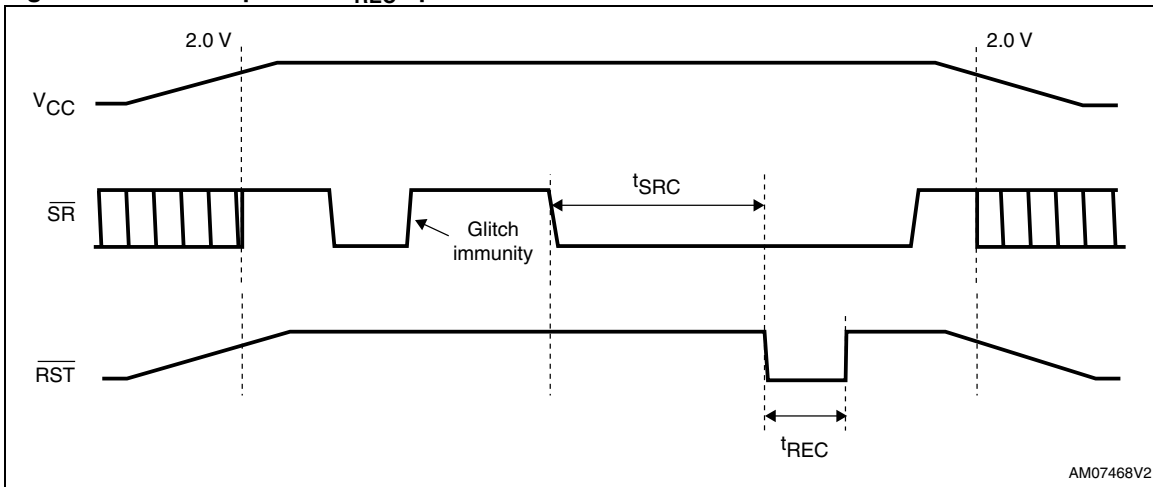 2.0 V
2.0 V
VCC
SR
tSRC
Glitch
immunity
RST
tREC
AM07468V2